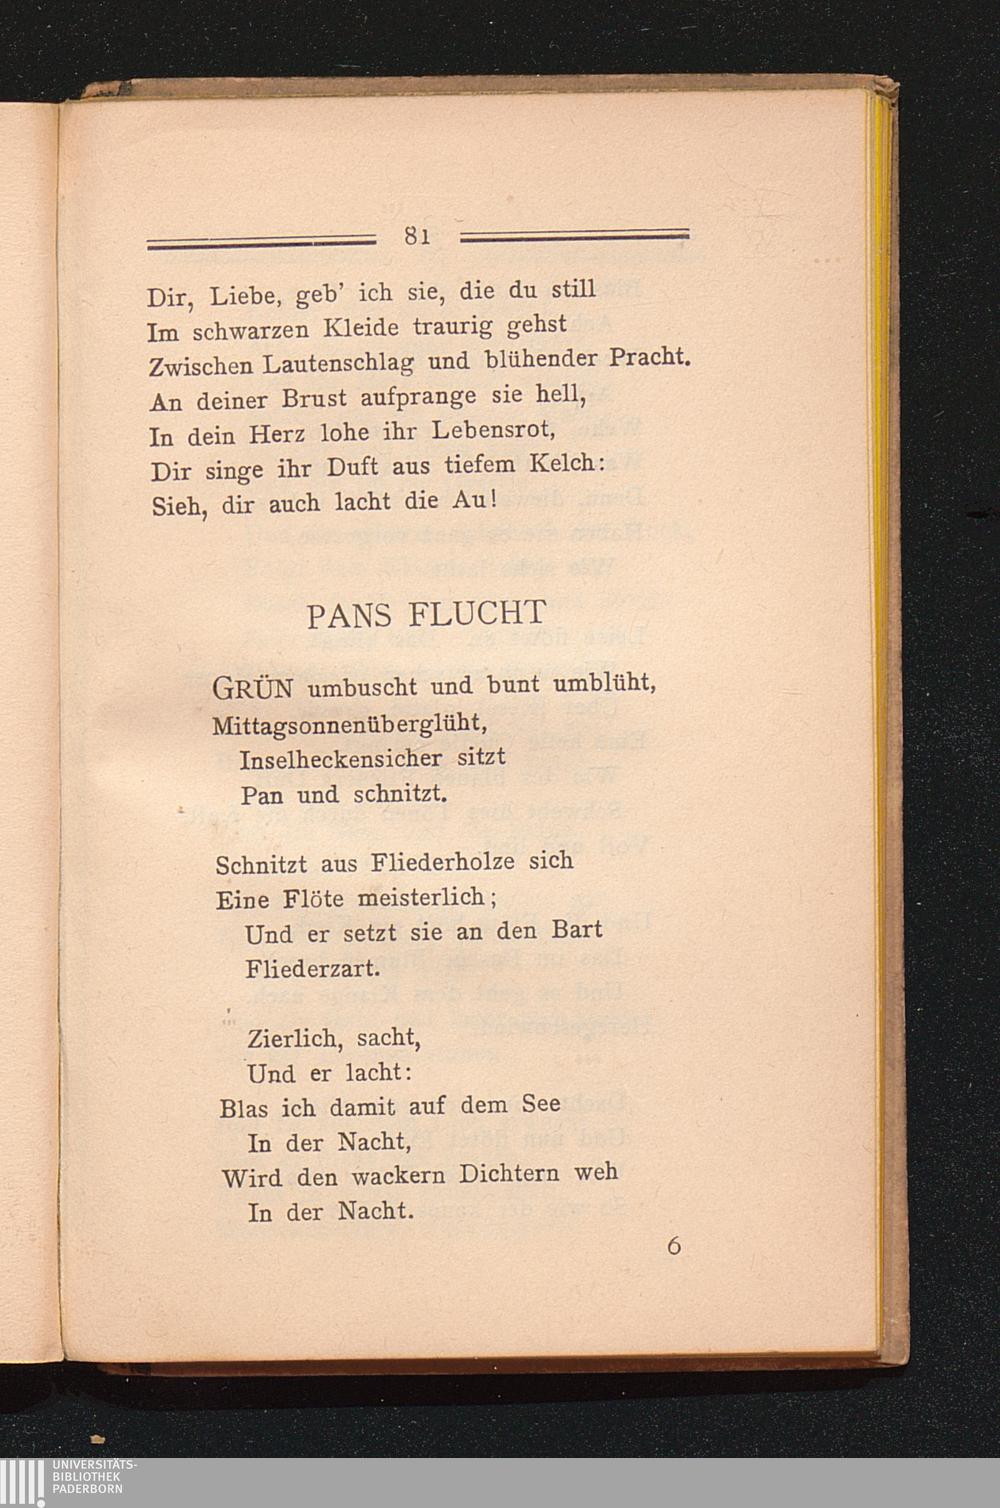 81
Dir, Liebe, geb’ ich sie, die du still
Im schwarzen Kleide traurig gehst
Zwischen Lautenschlag und blühender Pracht.
An deiner Brust aufprange sie hell,
In dein Herz lohe ihr Lebensrot,
Dir singe ihr Duft aus tiefem Kelch:
Sieh, dir auch lacht die Au!
PANS FLUCHT
GRÜN umbuscht und bunt umblüht,
Mittagsonnenüberglüht,
Inselheckensicher sitzt
Pan und schnitzt.
Schnitzt aus Fliederholze sich
Eine Flöte meisterlich;
Und er setzt sie an den Bart
Fliederzart.
Zierlich, sacht,
Und er lacht:
Blas ich damit auf dem See
In der Nacht,
Wird den wackern Dichtern weh
In der Nacht.
6
UNIVERSITÄTS-
BIBLIOTHEK
PADERBORN